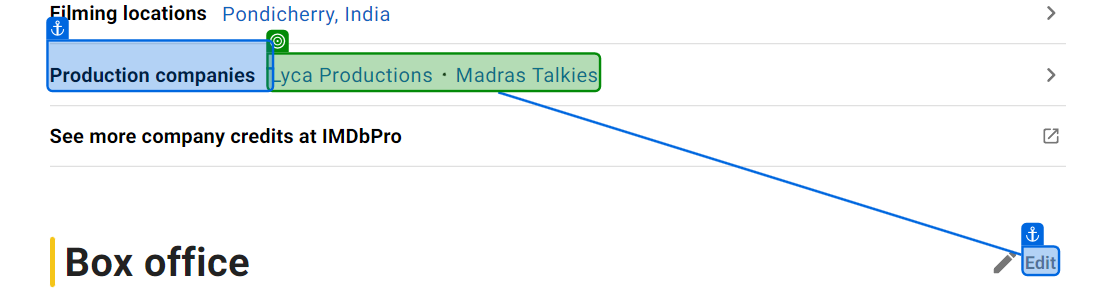 Filming locations Pondicherry, India
Production companies Lyca Productions · Madras Talkies
See more company credits at IMDbPro
Box office Edit